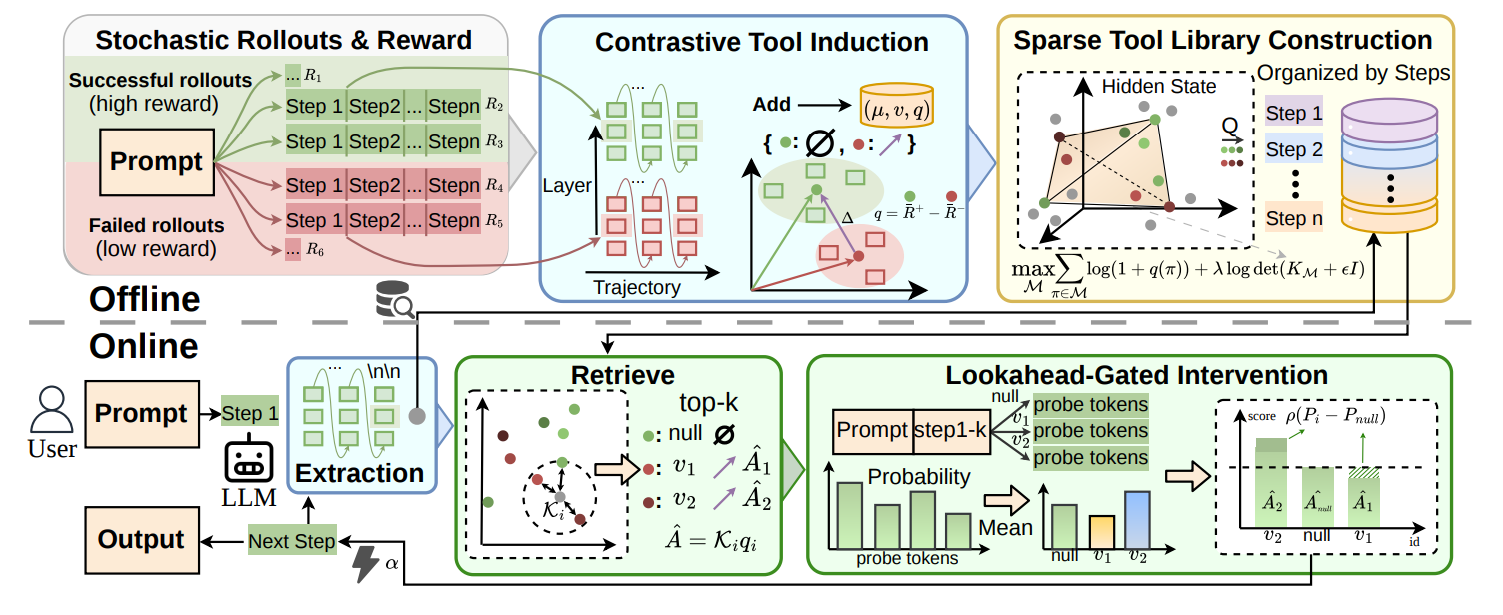 Stochastic Rollouts & Reward
Successful rollouts
(high reward)
Prompt
Failed rollouts
(low reward)
... R₁
Step 1 Step2 ... Stepn R₂
Step 1 Step2 ... Stepn R₃
Step 1 Step2 ... Stepn R₄
Step 1 Step2 ... Stepn R₅
... R₆
Contrastive Tool Induction
...
Layer
...
Trajectory
Add (μ, v, q)
{ : ∅, : }
q = R̄⁺ − R̄⁻
Δ
Sparse Tool Library Construction
Hidden State
Organized by Steps
Q
Step 1
Step 2
Step n
max_𝓜 ∑_{π∈𝓜} log(1 + q(π)) + λ log det(K_𝓜 + ϵI)
Offline
Online
User
Prompt
Step 1
LLM
... \n\n
Extraction
Output
Next Step
α
Retrieve
top-k
: null ∅
: v₁ Â₁
: v₂ Â₂
𝒦ᵢ
Â = 𝒦ᵢqᵢ
Lookahead-Gated Intervention
Prompt step1-k
null
v₁
v₂
probe tokens
probe tokens
probe tokens
Probability
probe tokens
Mean
null v₁ v₂
score ρ(Pᵢ − Pₙᵤₗₗ)
Â₂ Âₙᵤₗₗ Â₁
v₂ null v₁ id